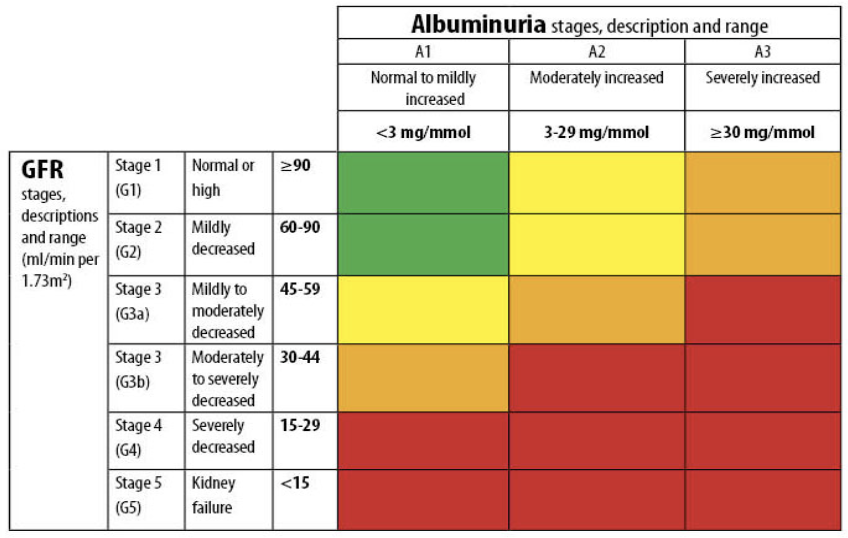 Albuminuria stages, description and range
A1
A2
A3
Normal to mildly
increased
Moderately increased
Severely increased
<3 mg/mmol
3-29 mg/mmol
≥30 mg/mmol
GFR
stages,
descriptions
and range
(ml/min per
1.73m²)
Stage 1
(G1)
Normal or
high
≥90
Stage 2
(G2)
Mildly
decreased
60-90
Stage 3
(G3a)
Mildly to
moderately
decreased
45-59
Stage 3
(G3b)
Moderately
to severely
decreased
30-44
Stage 4
(G4)
Severely
decreased
15-29
Stage 5
(G5)
Kidney
failure
<15